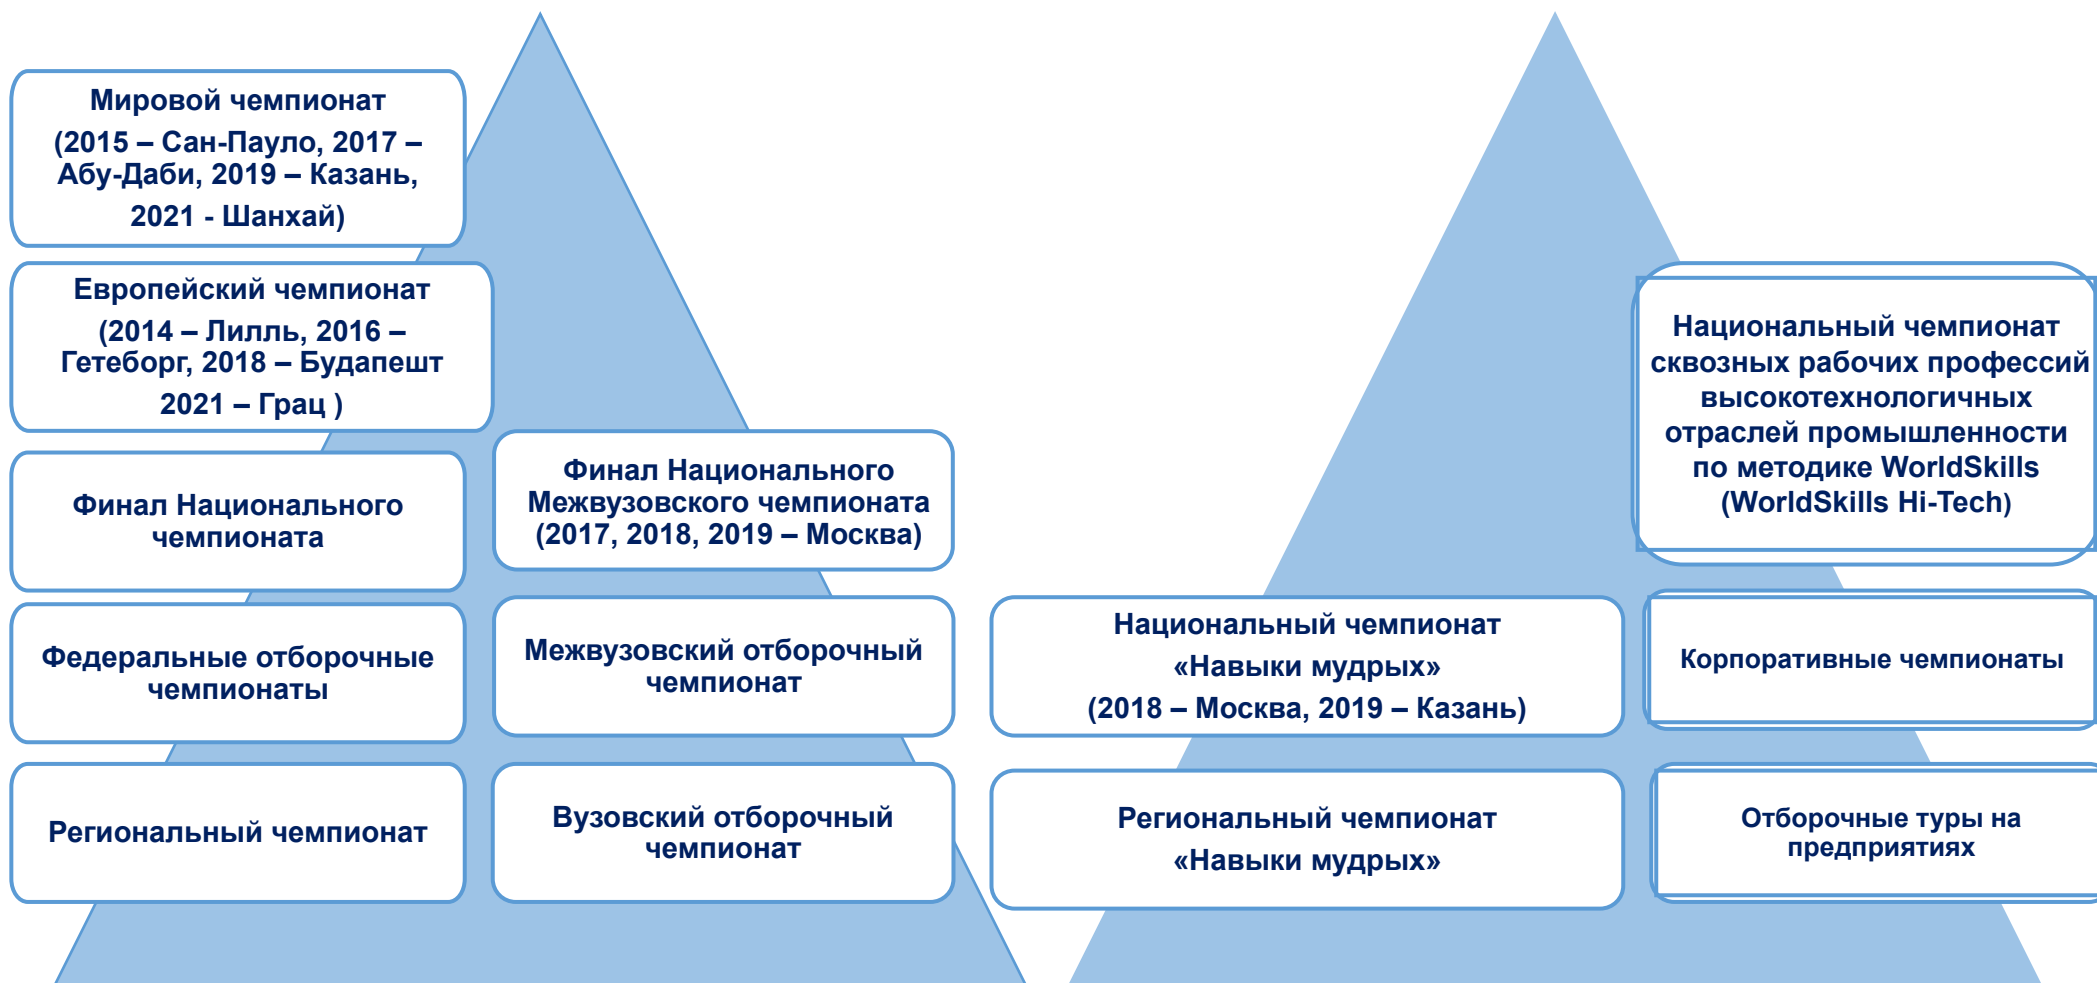 Мировой чемпионат
(2015 – Сан-Пауло, 2017 –
Абу-Даби, 2019 – Казань,
2021 - Шанхай)
Европейский чемпионат
(2014 – Лилль, 2016 –
Гетеборг, 2018 – Будапешт
2021 – Грац )
Финал Национального
чемпионата
Федеральные отборочные
чемпионаты
Региональный чемпионат
Финал Национального
Межвузовского чемпионата
(2017, 2018, 2019 – Москва)
Межвузовский отборочный
чемпионат
Вузовский отборочный
чемпионат
Национальный чемпионат
«Навыки мудрых»
(2018 – Москва, 2019 – Казань)
Региональный чемпионат
«Навыки мудрых»
Национальный чемпионат
сквозных рабочих профессий
высокотехнологичных
отраслей промышленности
по методике WorldSkills
(WorldSkills Hi-Tech)
Корпоративные чемпионаты
Отборочные туры на
предприятиях